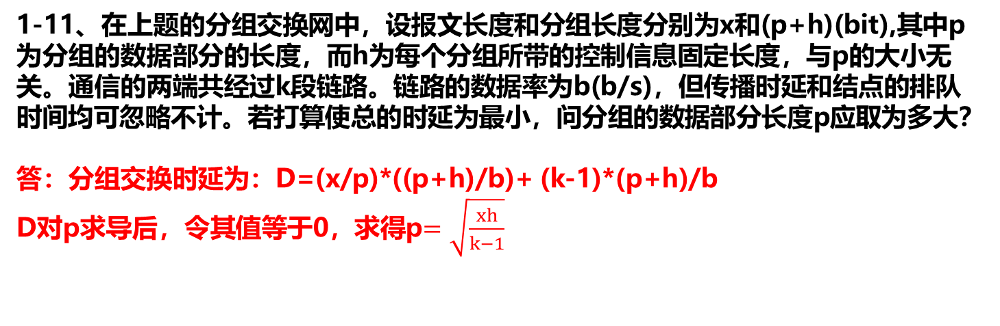 1-11、在上题的分组交换网中，设报文长度和分组长度分别为x和(p+h)(bit),其中p
为分组的数据部分的长度，而h为每个分组所带的控制信息固定长度，与p的大小无
关。通信的两端共经过k段链路。链路的数据率为b(b/s)，但传播时延和结点的排队
时间均可忽略不计。若打算使总的时延为最小，问分组的数据部分长度p应取为多大？
答：分组交换时延为：D=(x/p)*((p+h)/b)+ (k-1)*(p+h)/b
D对p求导后，令其值等于0，求得p= √(xh/(k−1))